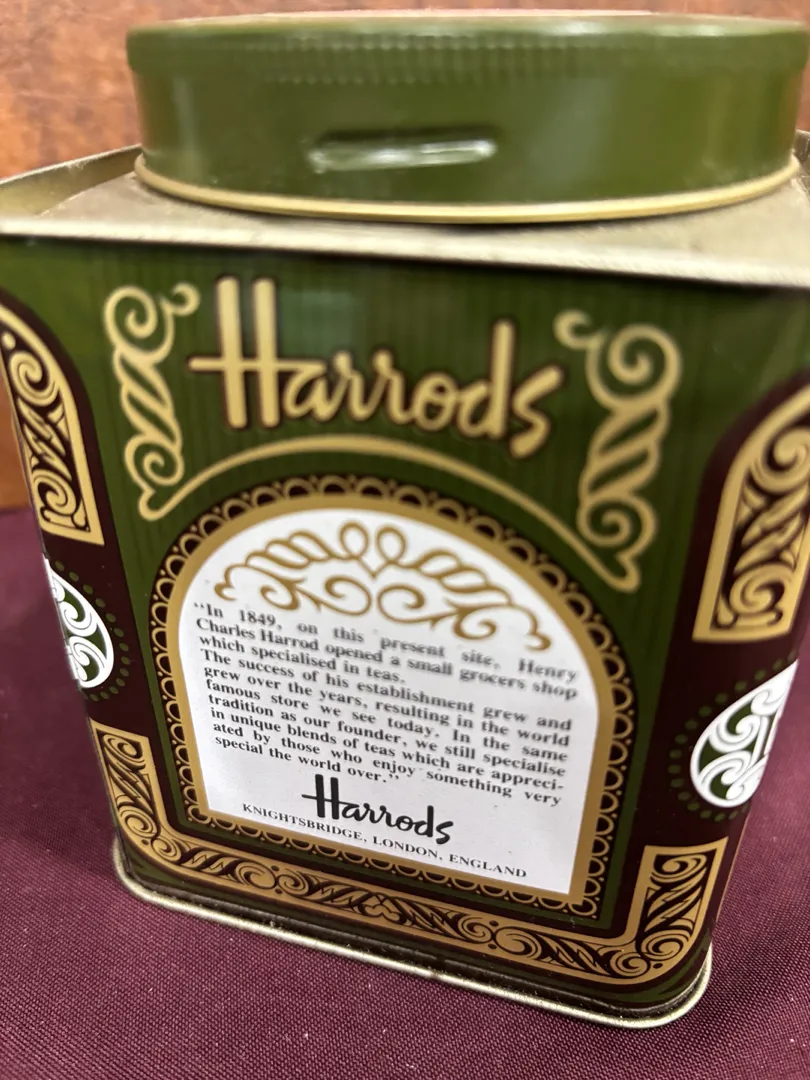 Harrods
"In 1849, on this present site, Henry
Charles Harrod opened a small grocers shop
which specialised in teas.
The success of his establishment grew and
grew over the years, resulting in the world
famous store we see today. In the same
tradition as our founder, we still specialise
in unique blends of teas which are appreci-
ated by those who enjoy something very
special the world over."
Harrods
KNIGHTSBRIDGE, LONDON, ENGLAND